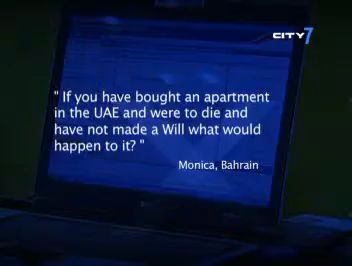 CITY7
" If you have bought an apartment
in the UAE and were to die and
have not made a Will what would
happen to it? "
Monica, Bahrain